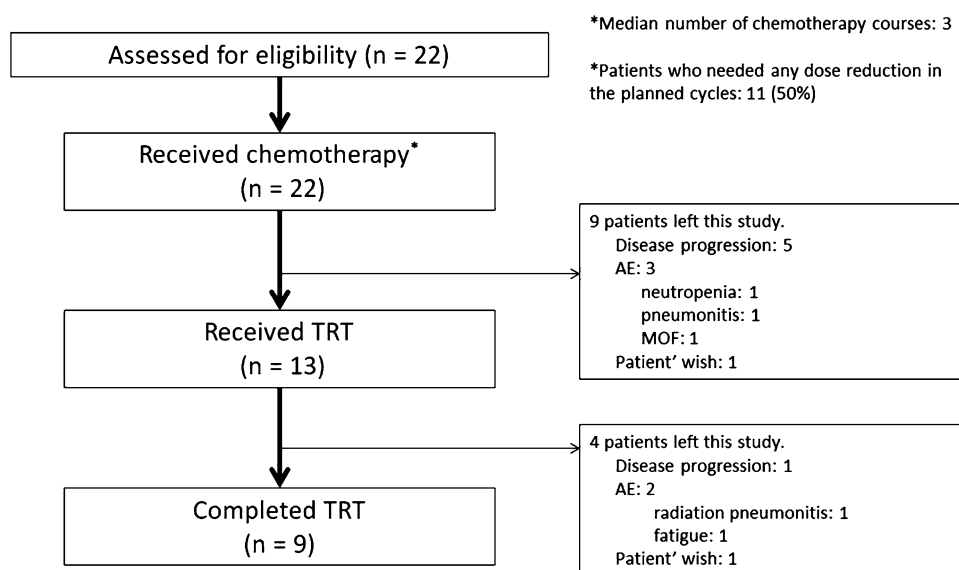 Assessed for eligibility (n = 22)
*Median number of chemotherapy courses: 3
*Patients who needed any dose reduction in
the planned cycles: 11 (50%)
Received chemotherapy*
(n = 22)
9 patients left this study.
Disease progression: 5
AE: 3
neutropenia: 1
pneumonitis: 1
MOF: 1
Patient’ wish: 1
Received TRT
(n = 13)
4 patients left this study.
Disease progression: 1
AE: 2
radiation pneumonitis: 1
fatigue: 1
Patient’ wish: 1
Completed TRT
(n = 9)